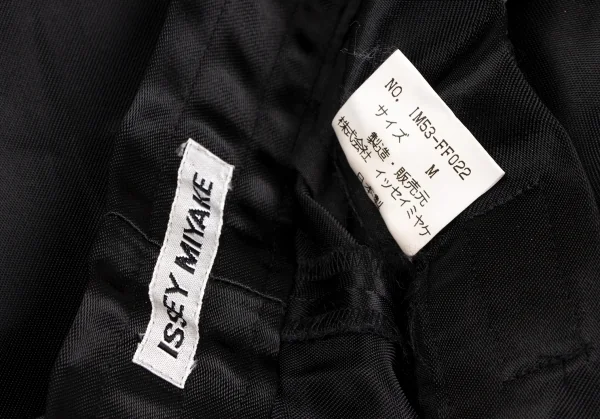 ISSEY MIYAKE
NO. IM53-FF022
サイズ M
製造・販売元
株式会社 イッセイミヤケ
日本製